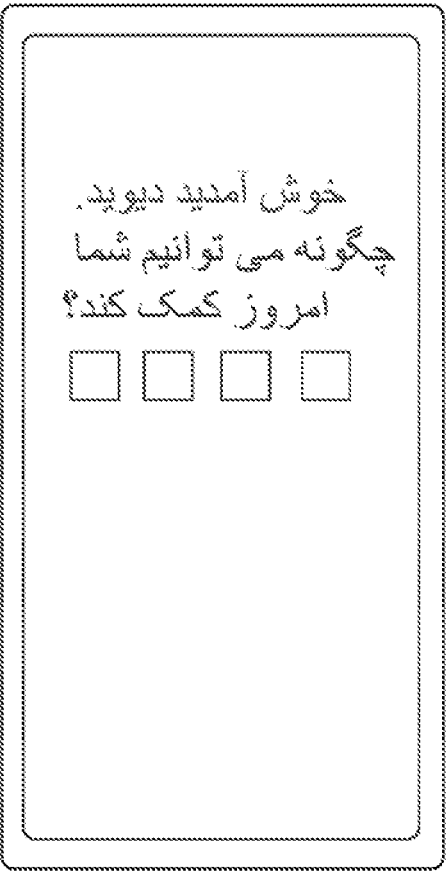 خوش آمدید دیوید.
چگونه می توانیم شما
امروز کمک کند؟